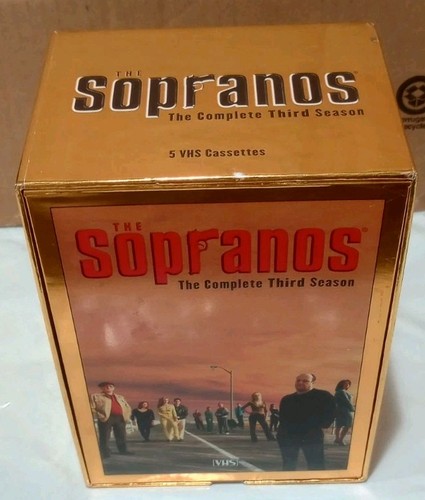 THE
Sopranos
The Complete Third Season
5 VHS Cassettes
THE
Sopranos®
The Complete Third Season
VHS